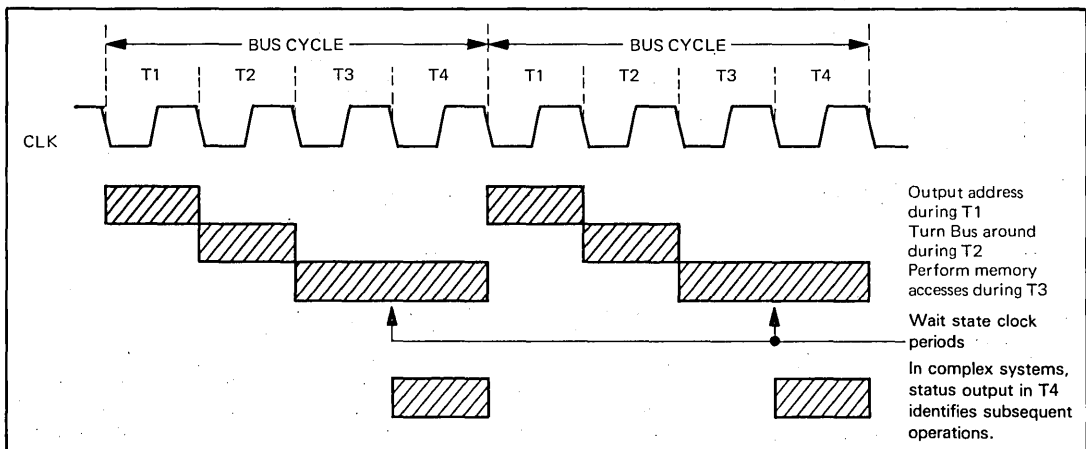 BUS CYCLE BUS CYCLE
T1 T2 T3 T4 T1 T2 T3 T4
CLK
Output address
during T1
Turn Bus around
during T2
Perform memory
accesses during T3
Wait state clock
periods
In complex systems,
status output in T4
identifies subsequent
operations.